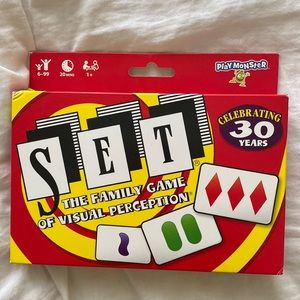 PLAYMONSTER
6-99 20 MINS 1+
CELEBRATING
30
YEARS
SET®
THE FAMILY GAME
OF VISUAL PERCEPTION